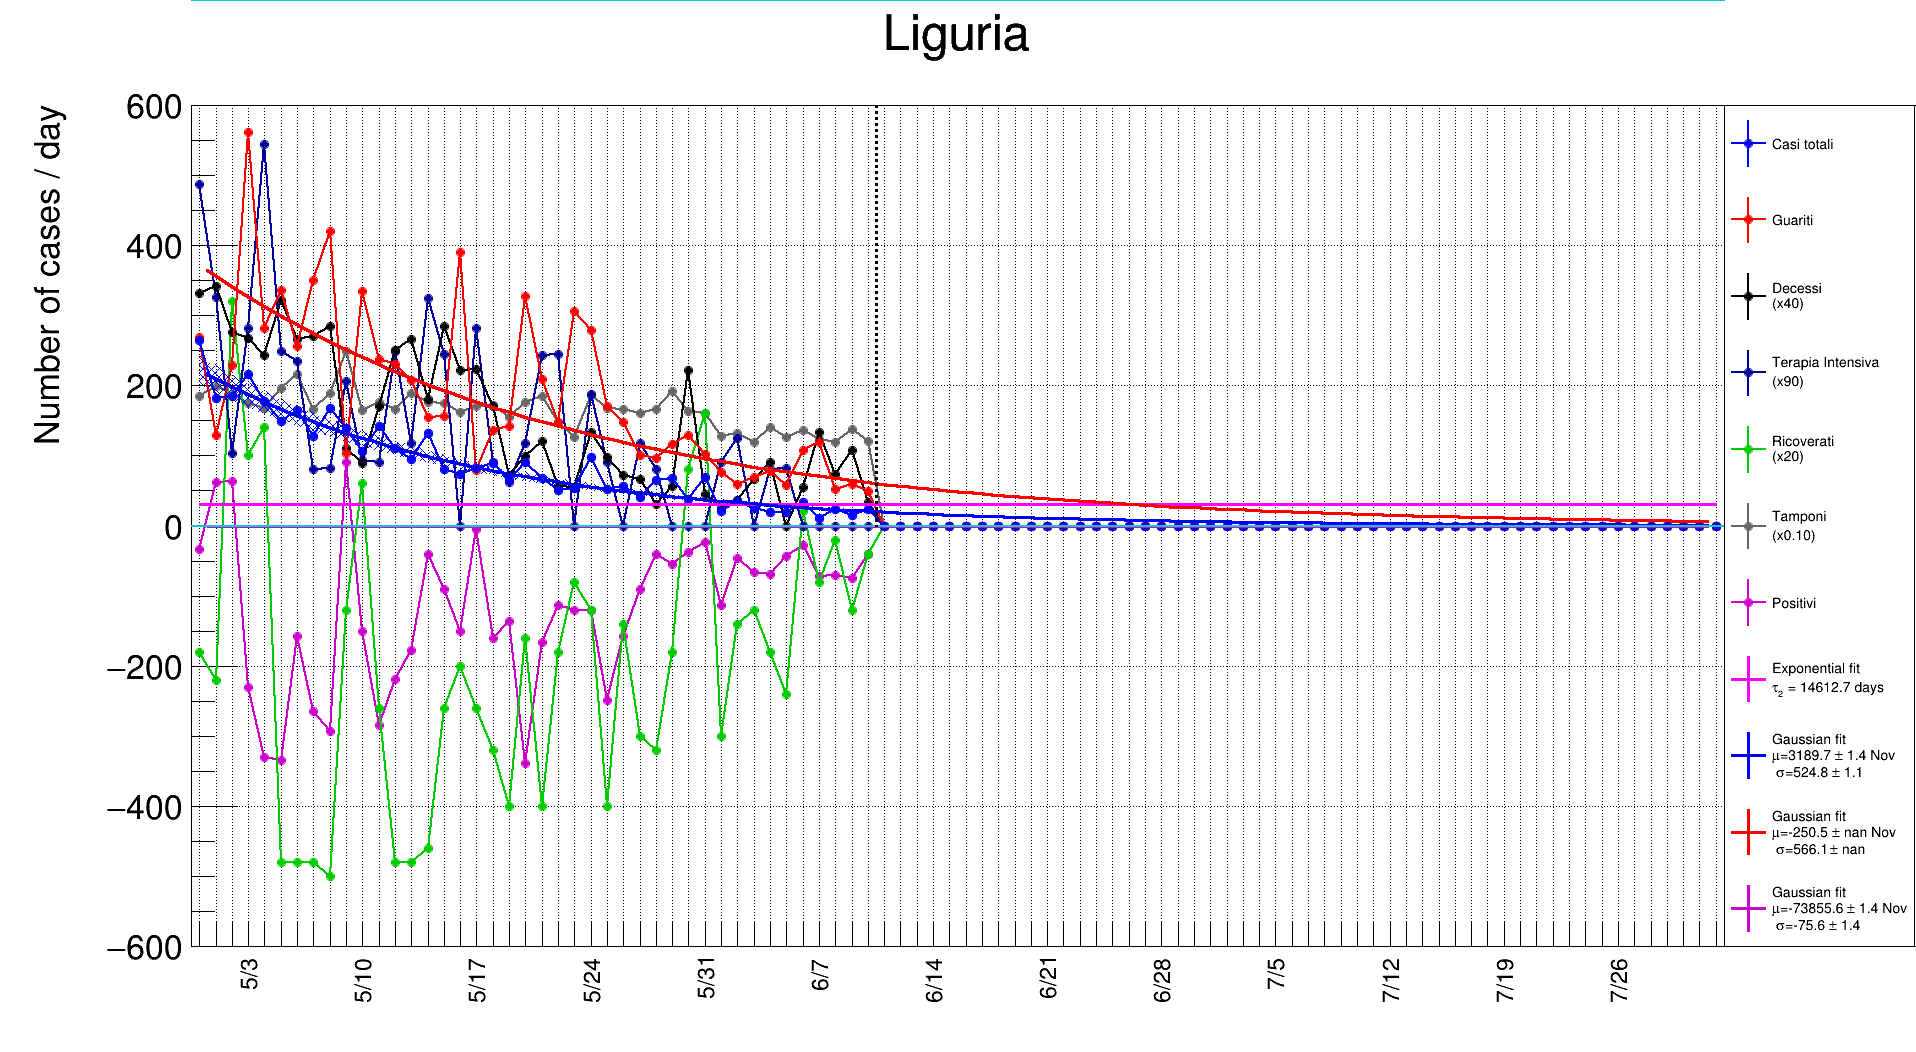 Liguria
Number of cases / day
600
400
200
0
−200
−400
−600
5/3
5/10
5/17
5/24
5/31
6/7
6/14
6/21
6/28
7/5
7/12
7/19
7/26
Casi totali
Guariti
Decessi
(x40)
Terapia Intensiva
(x90)
Ricoverati
(x20)
Tamponi
(x0.10)
Positivi
Exponential fit
τ2 = 14612.7 days
Gaussian fit
μ=3189.7 ± 1.4 Nov
σ=524.8 ± 1.1
Gaussian fit
μ=-250.5 ± nan Nov
σ=566.1 ± nan
Gaussian fit
μ=-73855.6 ± 1.4 Nov
σ=-75.6 ± 1.4